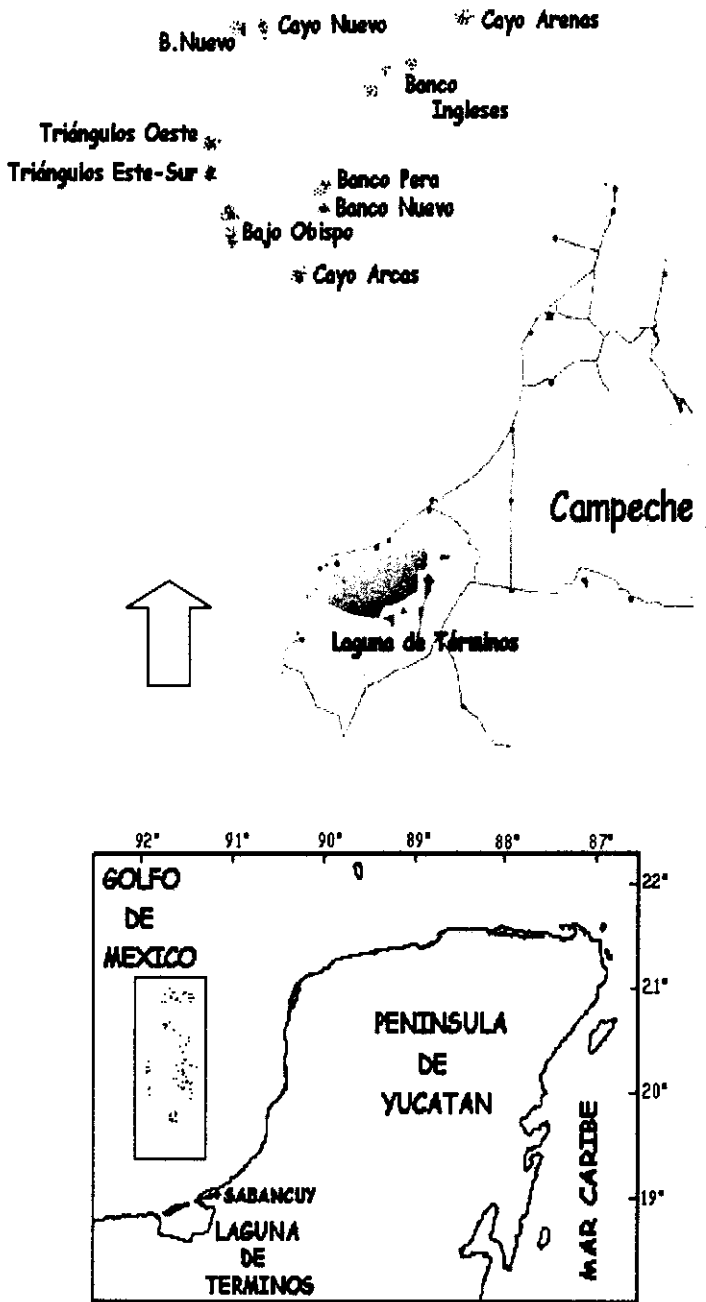 Cayo Nuevo
Cayo Arenas
B.Nuevo
Banco
Ingleses
Triángulos Oeste
Triángulos Este-Sur
Banco Pera
Banco Nuevo
Bajo Obispo
Cayo Arcas
Campeche
Laguna de Términos
92° 91° 90° 89° 88° 87°
GOLFO
DE
MEXICO
22°
21°
PENINSULA
DE
YUCATAN
20°
MAR CARIBE
19°
SABANCUY
LAGUNA
DE
TERMINOS